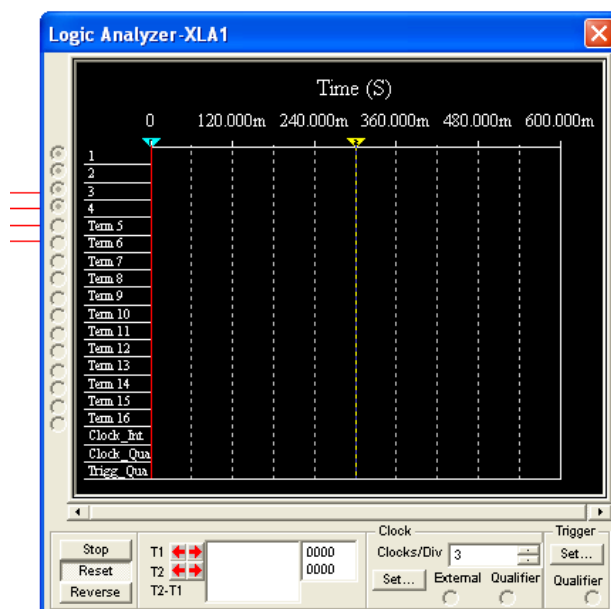 Logic Analyzer-XLA1
Time (S)
0 120.000m 240.000m 360.000m 480.000m 600.000m
1
2
3
4
Term 5
Term 6
Term 7
Term 8
Term 9
Term 10
Term 11
Term 12
Term 13
Term 14
Term 15
Term 16
Clock_Int
Clock_Qua
Trigg_Qua
Stop
Reset
Reverse
T1
T2
T2-T1
0000
0000
Clock
Clocks/Div 3
Set... External Qualifier
Trigger
Set...
Qualifier